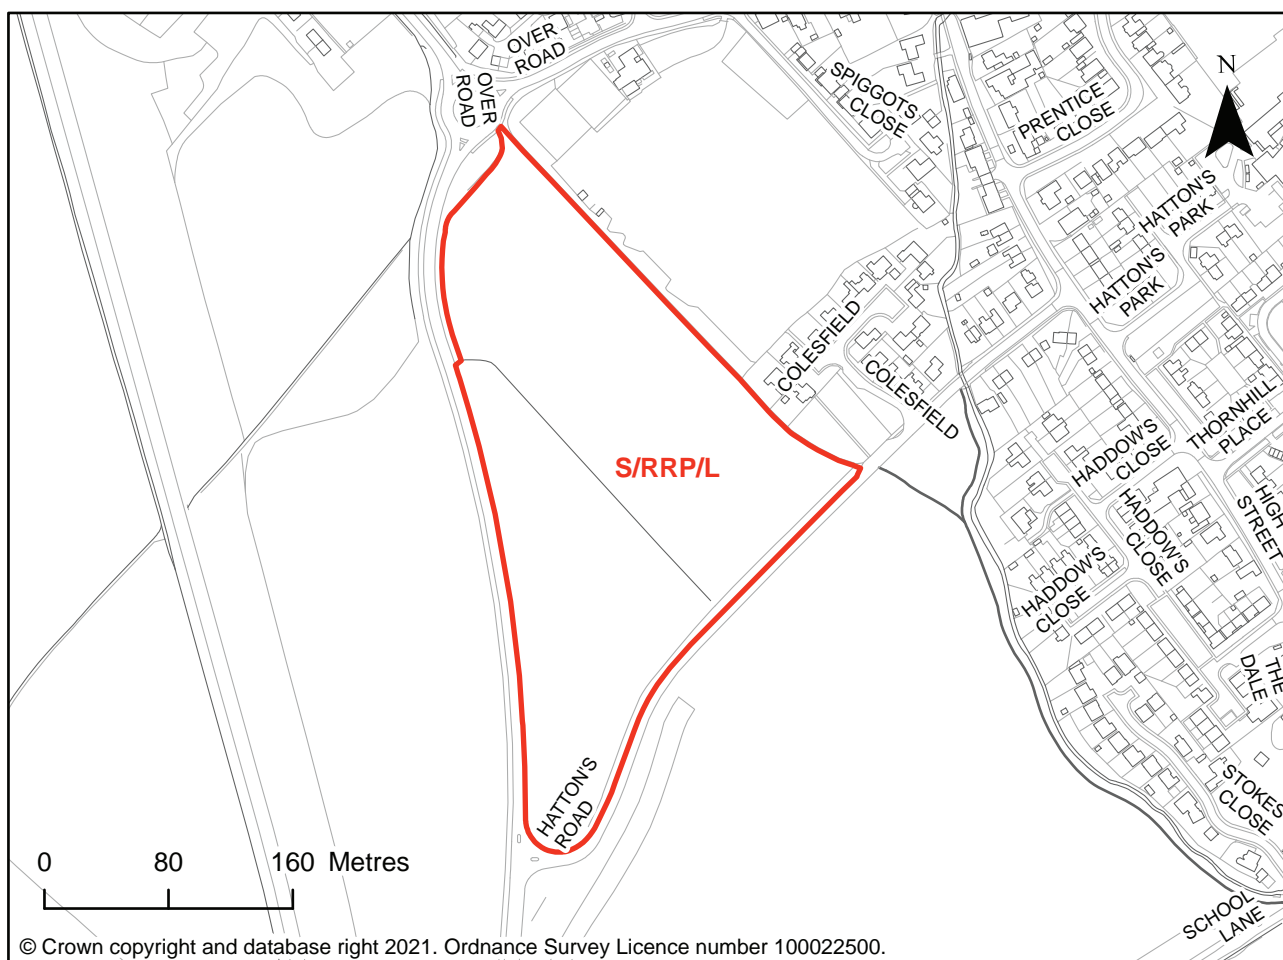 OVER
ROAD
OVER
ROAD
SPIGGOTS
CLOSE
PRENTICE
CLOSE
N
HATTON'S
PARK
HATTON'S
PARK
COLESFIELD
COLESFIELD
THORNHILL
PLACE
HADDOW'S
CLOSE
HADDOW'S
CLOSE
HADDOW'S
CLOSE
HIGH
STREET
S/RRP/L
THE
DALE
STOKES
CLOSE
HATTON'S
ROAD
SCHOOL
LANE
0 80 160 Metres
© Crown copyright and database right 2021. Ordnance Survey Licence number 100022500.